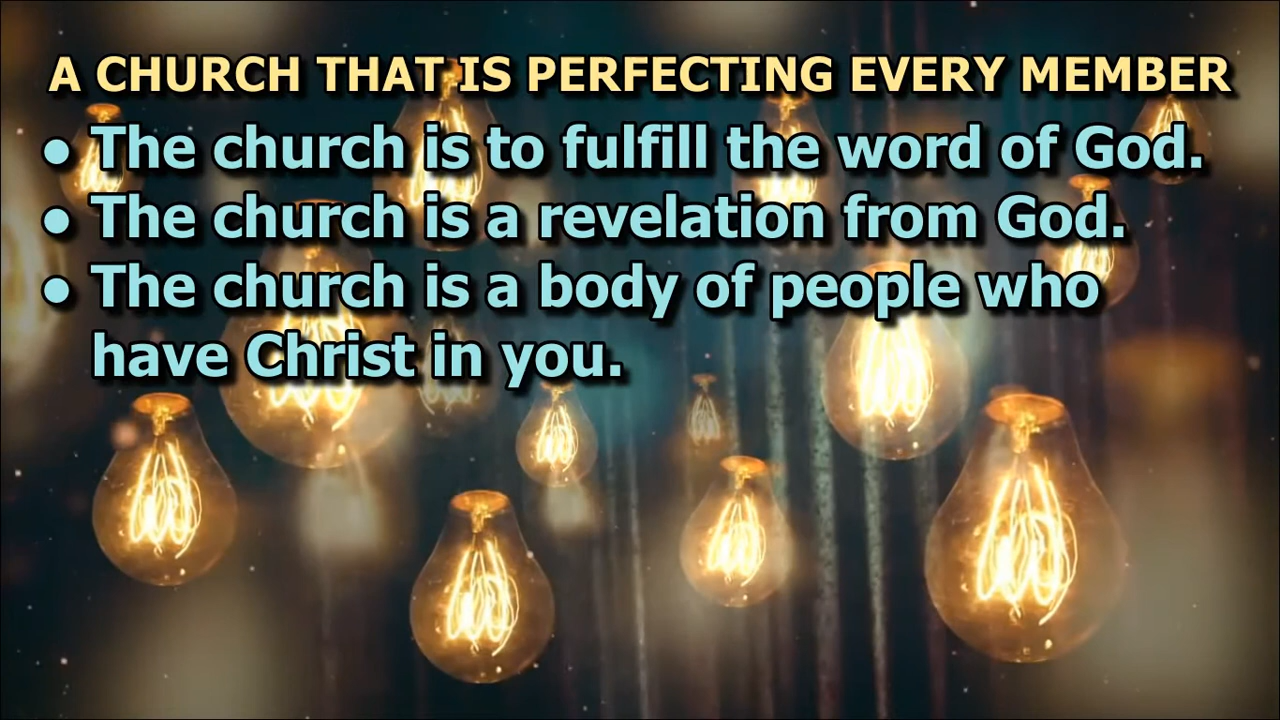 A CHURCH THAT IS PERFECTING EVERY MEMBER
● The church is to fulfill the word of God.
● The church is a revelation from God.
● The church is a body of people who
have Christ in you.